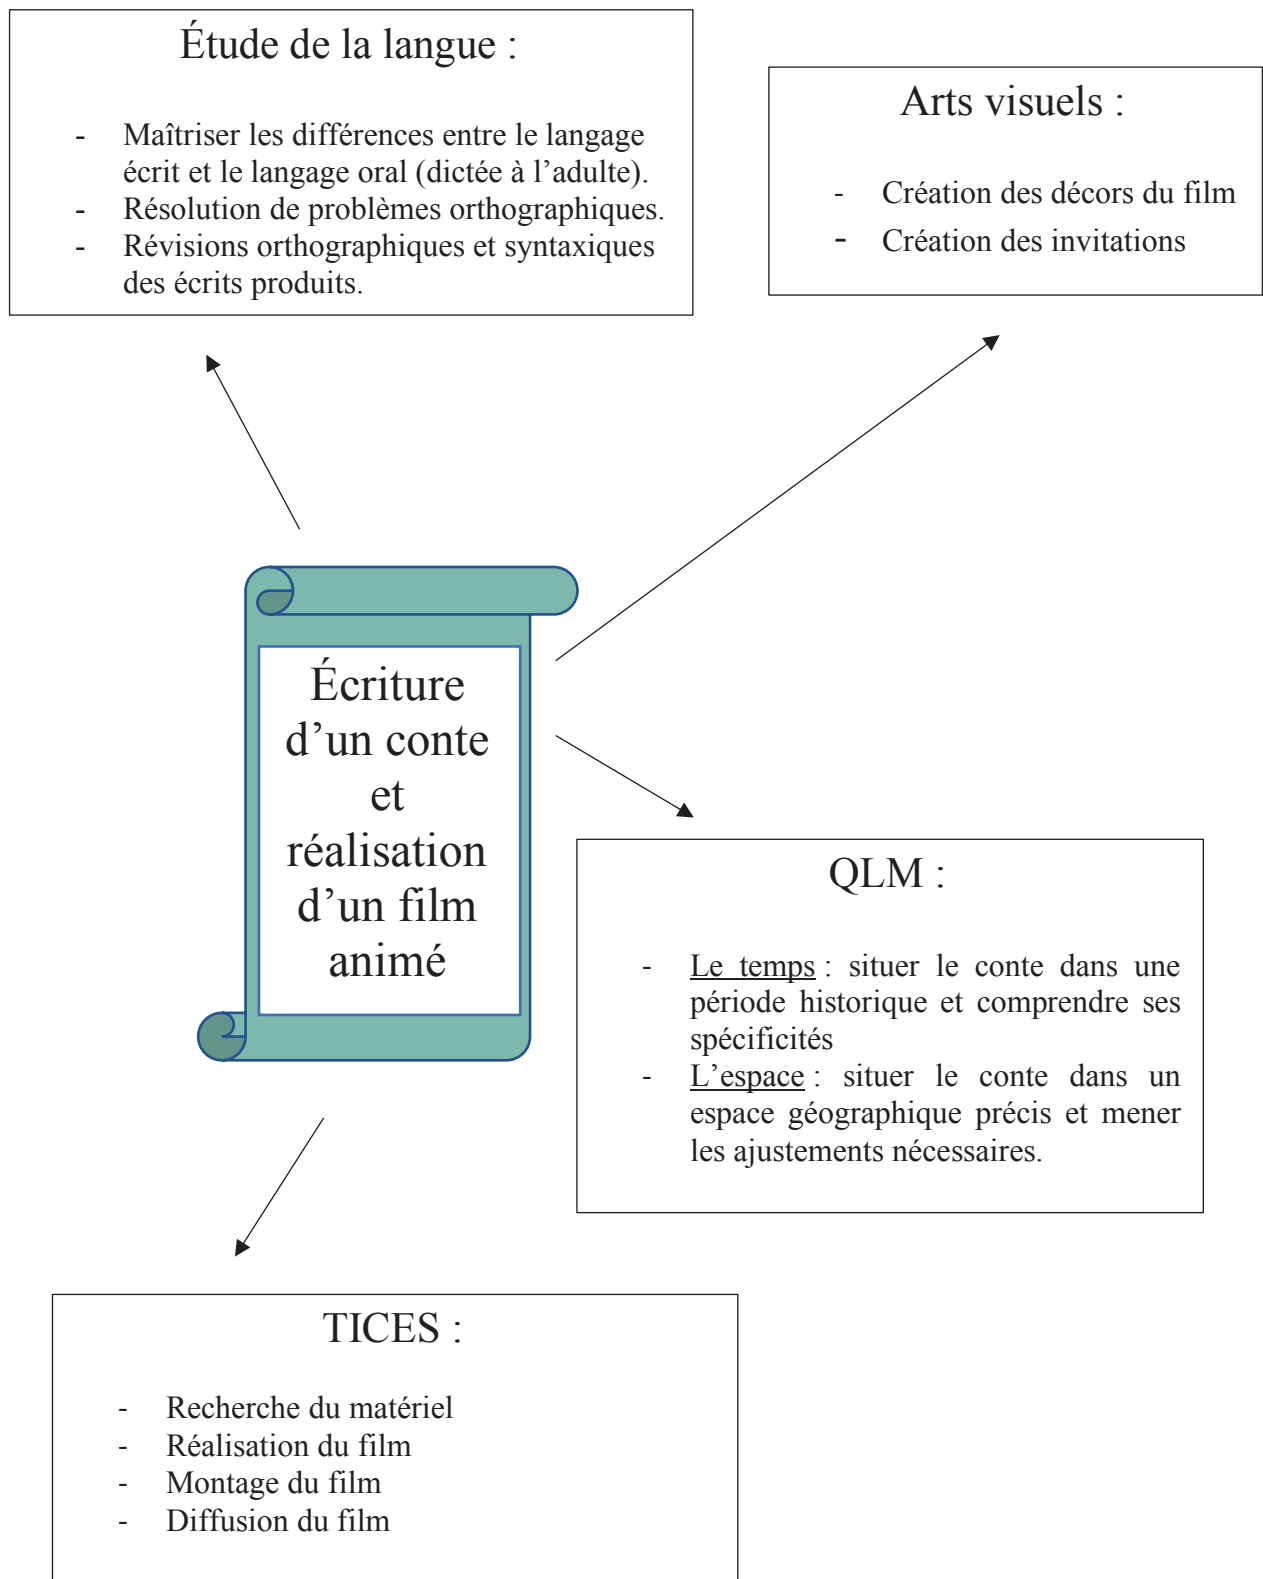 Étude de la langue :
- Maîtriser les différences entre le langage
écrit et le langage oral (dictée à l’adulte).
- Résolution de problèmes orthographiques.
- Révisions orthographiques et syntaxiques
des écrits produits.
Arts visuels :
- Création des décors du film
- Création des invitations
Écriture
d’un conte
et
réalisation
d’un film
animé
QLM :
- Le temps : situer le conte dans une
période historique et comprendre ses
spécificités
- L’espace : situer le conte dans un
espace géographique précis et mener
les ajustements nécessaires.
TICES :
- Recherche du matériel
- Réalisation du film
- Montage du film
- Diffusion du film